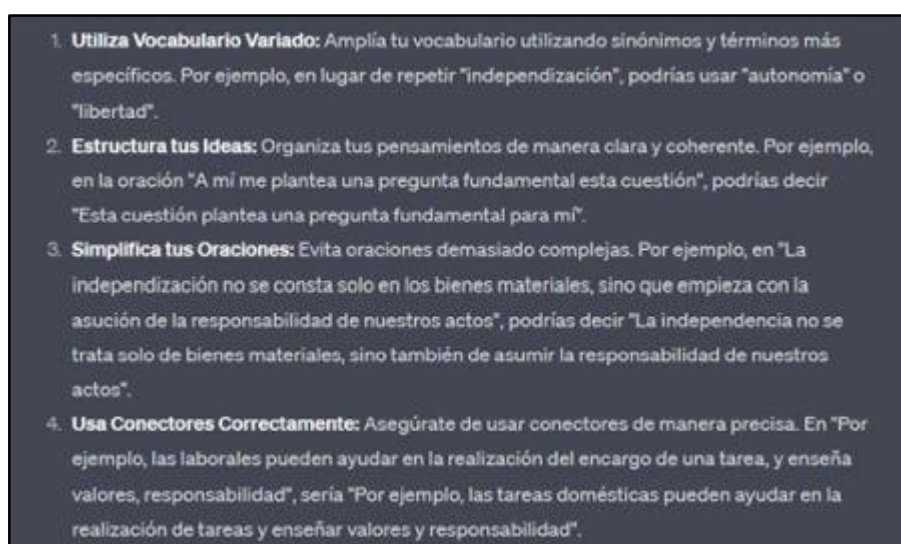 1. Utiliza Vocabulario Variado: Amplía tu vocabulario utilizando sinónimos y términos más
específicos. Por ejemplo, en lugar de repetir "independización", podrías usar "autonomía" o
"libertad".
2. Estructura tus Ideas: Organiza tus pensamientos de manera clara y coherente. Por ejemplo,
en la oración "A mí me plantea una pregunta fundamental esta cuestión", podrías decir
"Esta cuestión plantea una pregunta fundamental para mí".
3. Simplifica tus Oraciones: Evita oraciones demasiado complejas. Por ejemplo, en "La
independización no se consta solo en los bienes materiales, sino que empieza con la
asución de la responsabilidad de nuestros actos", podrías decir "La independencia no se
trata solo de bienes materiales, sino también de asumir la responsabilidad de nuestros
actos".
4. Usa Conectores Correctamente: Asegúrate de usar conectores de manera precisa. En "Por
ejemplo, las laborales pueden ayudar en la realización del encargo de una tarea, y enseña
valores, responsabilidad", sería "Por ejemplo, las tareas domésticas pueden ayudar en la
realización de tareas y enseñar valores y responsabilidad".